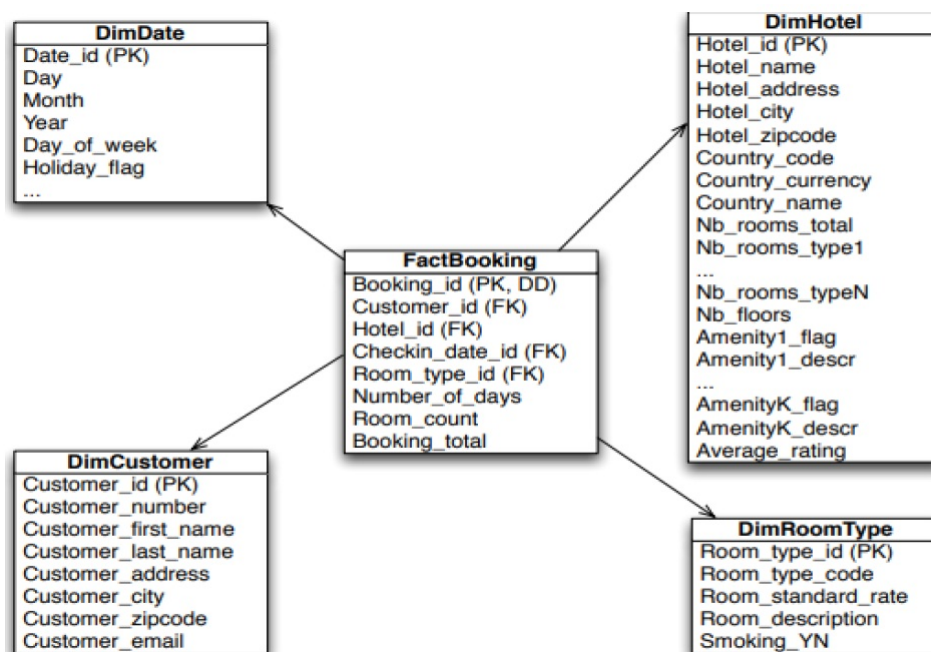 DimDate
Date_id (PK)
Day
Month
Year
Day_of_week
Holiday_flag
...
DimHotel
Hotel_id (PK)
Hotel_name
Hotel_address
Hotel_city
Hotel_zipcode
Country_code
Country_currency
Country_name
Nb_rooms_total
Nb_rooms_type1
...
Nb_rooms_typeN
Nb_floors
Amenity1_flag
Amenity1_descr
...
AmenityK_flag
AmenityK_descr
Average_rating
FactBooking
Booking_id (PK, DD)
Customer_id (FK)
Hotel_id (FK)
Checkin_date_id (FK)
Room_type_id (FK)
Number_of_days
Room_count
Booking_total
DimCustomer
Customer_id (PK)
Customer_number
Customer_first_name
Customer_last_name
Customer_address
Customer_city
Customer_zipcode
Customer_email
DimRoomType
Room_type_id (PK)
Room_type_code
Room_standard_rate
Room_description
Smoking_YN